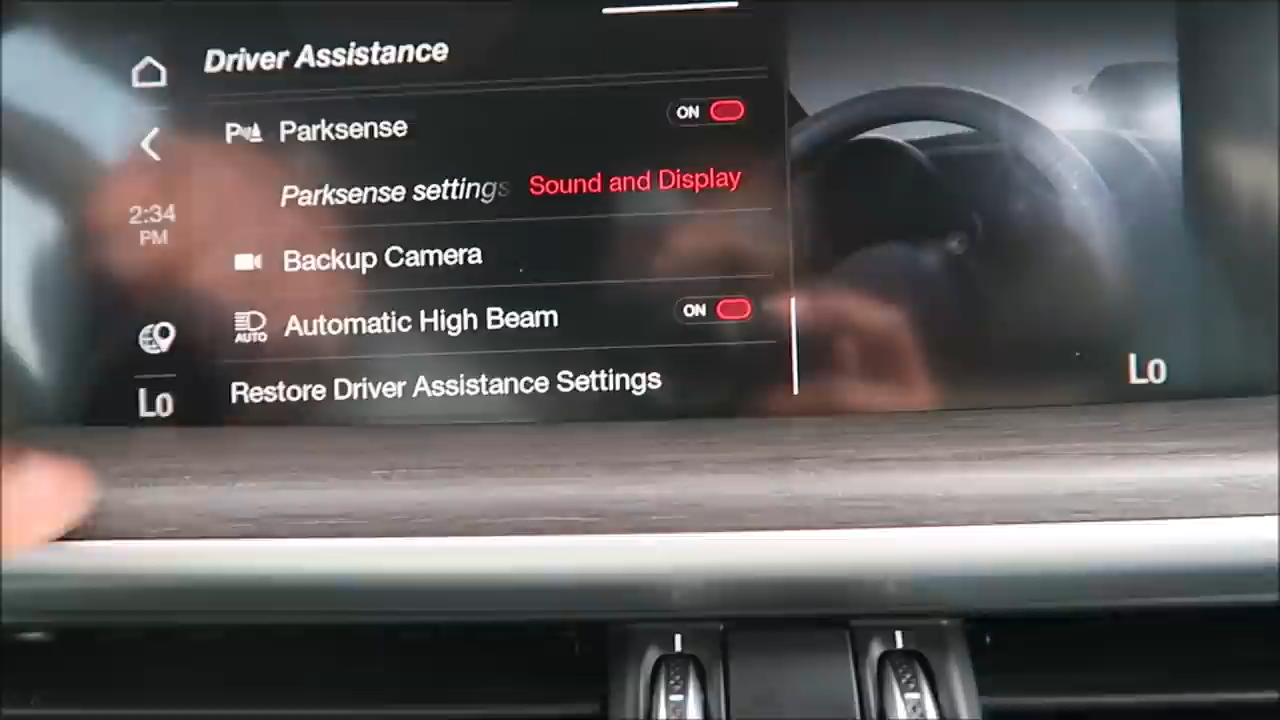 Driver Assistance
Parksense ON
Parksense settings Sound and Display
2:34
PM
Backup Camera
AUTO Automatic High Beam ON
Restore Driver Assistance Settings
Lo
Lo